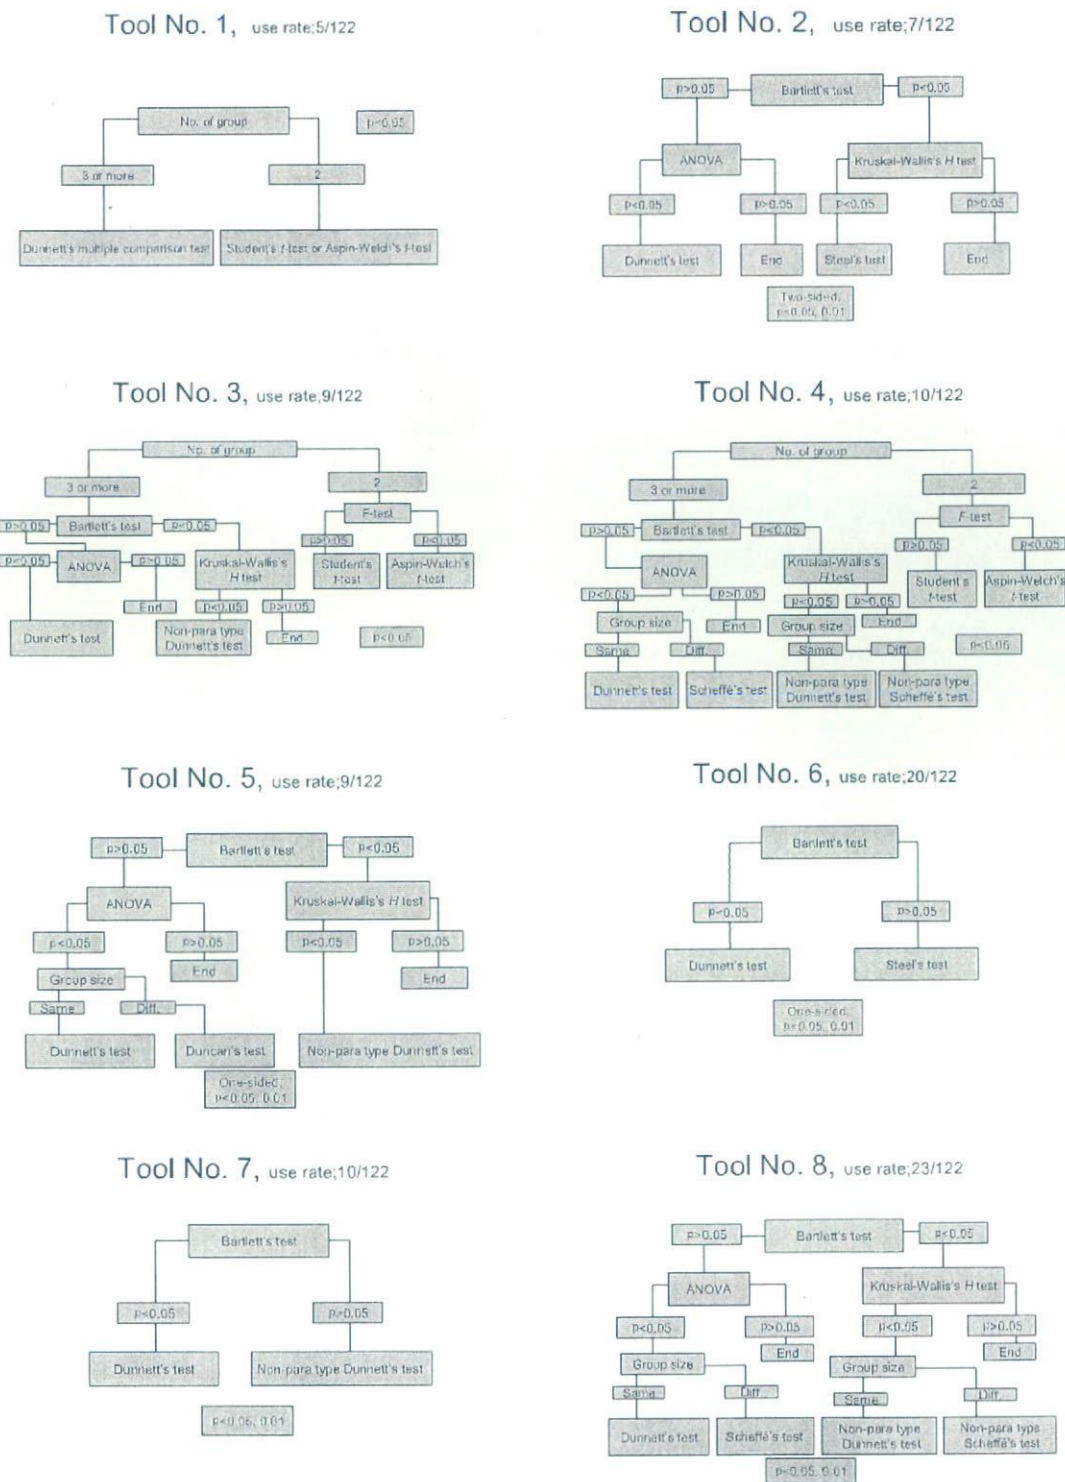 Tool No. 1, use rate;5/122
No. of group
p<0.05
3 or more
2
Dunnett's multiple comparison test
Student's t-test or Aspin-Welch's t-test
Tool No. 2, use rate;7/122
p>0.05
Bartlett's test
p<0.05
ANOVA
Kruskal-Wallis's H test
p<0.05
p>0.05
p<0.05
p>0.05
Dunnett's test
End
Steel's test
End
Two-sided,
p<0.05, 0.01
Tool No. 3, use rate;9/122
No. of group
3 or more
2
p>0.05
Bartlett's test
p<0.05
F-test
p<0.05
ANOVA
p>0.05
Kruskal-Wallis's
H test
p>0.05
p<0.05
Student's
t-test
Aspin-Welch's
t-test
End
p<0.05
p>0.05
Dunnett's test
Non-para type
Dunnett's test
End
p<0.05
Tool No. 4, use rate;10/122
No. of group
3 or more
2
p>0.05
Bartlett's test
p<0.05
F-test
ANOVA
Kruskal-Wallis's
H test
p>0.05
p<0.05
Student's
t-test
Aspin-Welch's
t-test
p<0.05
p>0.05
p<0.05
p>0.05
Group size
End
Group size
End
Same
Diff.
Same
Diff.
p<0.05
Dunnett's test
Scheffé's test
Non-para type
Dunnett's test
Non-para type
Scheffé's test
Tool No. 5, use rate;9/122
p>0.05
Bartlett's test
p<0.05
ANOVA
Kruskal-Wallis's H test
p<0.05
p>0.05
p<0.05
p>0.05
Group size
End
End
Same
Diff.
Dunnett's test
Duncan's test
Non-para type Dunnett's test
One-sided,
p<0.05, 0.01
Tool No. 6, use rate;20/122
Bartlett's test
p<0.05
p>0.05
Dunnett's test
Steel's test
One-sided,
p<0.05, 0.01
Tool No. 7, use rate;10/122
Bartlett's test
p<0.05
p>0.05
Dunnett's test
Non-para type Dunnett's test
p<0.05, 0.01
Tool No. 8, use rate;23/122
p>0.05
Bartlett's test
p<0.05
ANOVA
Kruskal-Wallis's H test
p<0.05
p>0.05
p<0.05
p>0.05
Group size
End
Group size
End
Same
Diff.
Same
Diff.
Dunnett's test
Scheffé's test
Non-para type
Dunnett's test
Non-para type
Scheffé's test
p<0.05, 0.01